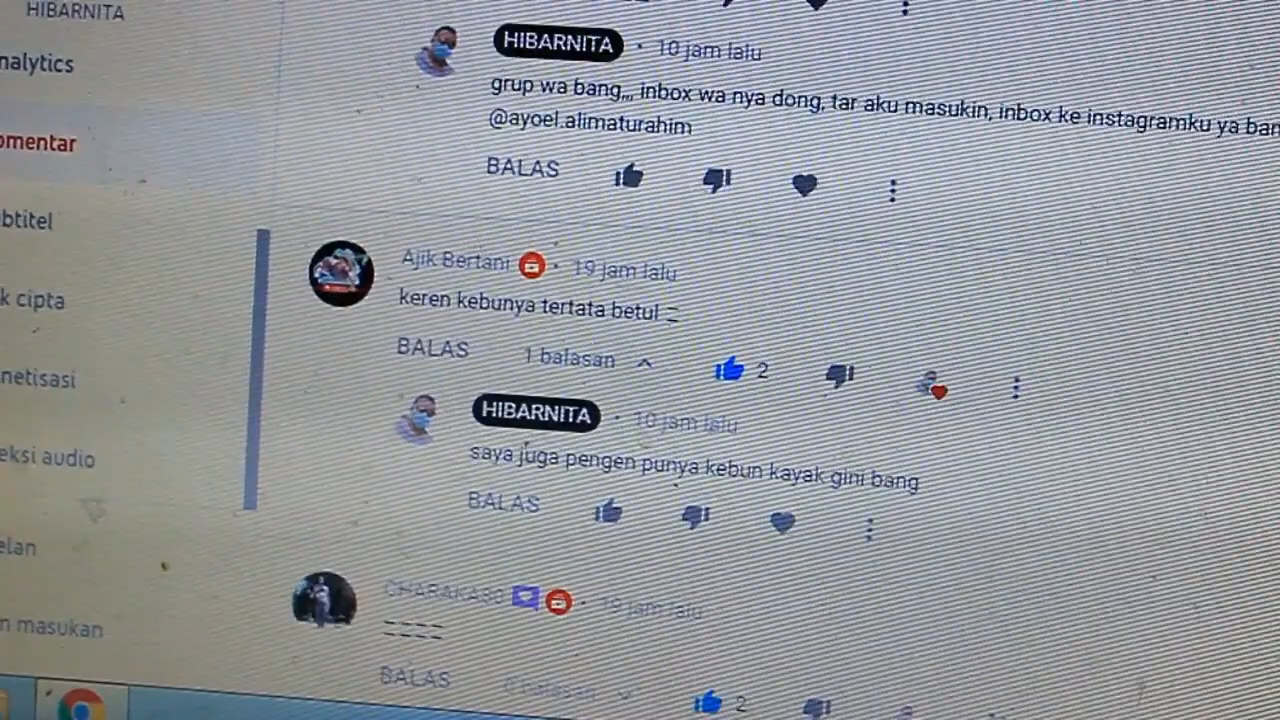 HIBARNITA
nalytics
omentar
btitel
k cipta
netisasi
eksi audio
elan
n masukan
HIBARNITA · 10 jam lalu
grup wa bang,,, inbox wa nya dong, tar aku masukin, inbox ke instagramku ya ban
@ayoel.alimaturahim
BALAS
Ajik Bertani · 19 jam lalu
keren kebunya tertata betul
BALAS 1 balasan 2
HIBARNITA · 10 jam lalu
saya juga pengen punya kebun kayak gini bang
BALAS
CHARAKA80 · 19 jam lalu
BALAS balasan 2